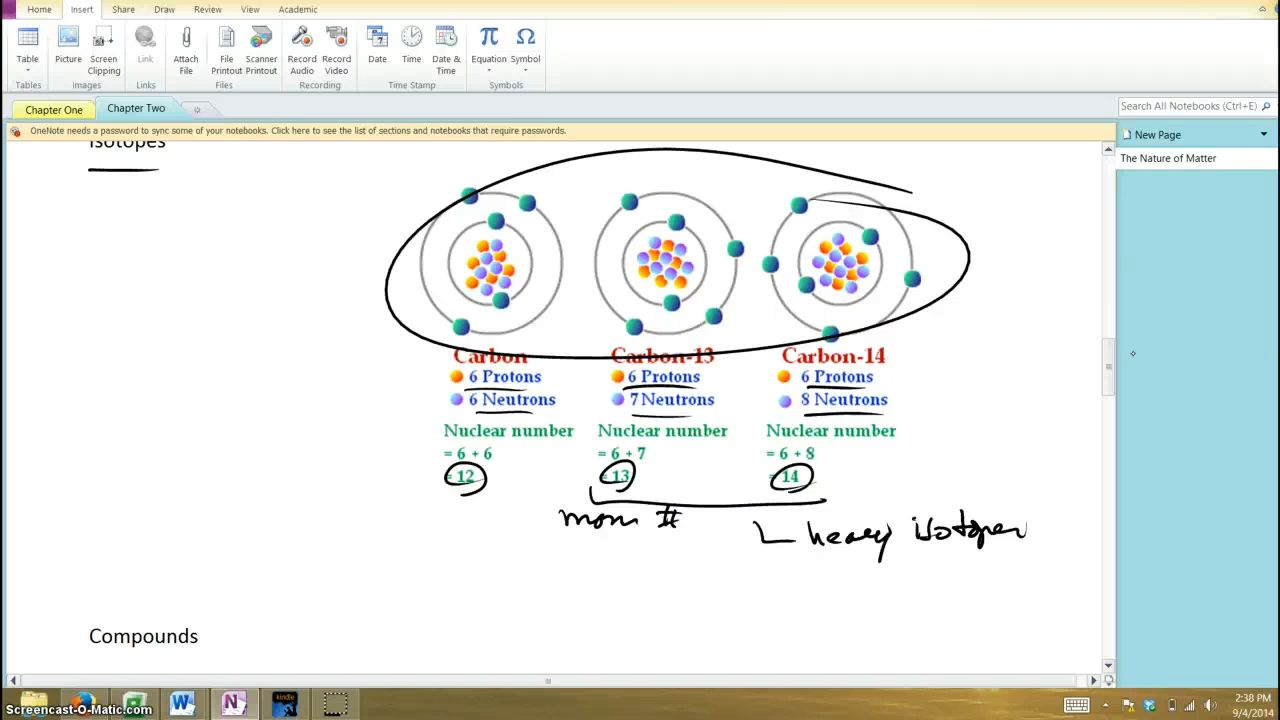 Home Insert Share Draw Review View Academic
Table Picture Screen Clipping Link Attach File File Printout Scanner Printout Record Audio Record Video Date Time Date & Time Equation Symbol
Tables Images Links Files Recording Time Stamp Symbols
Chapter One Chapter Two
Search All Notebooks (Ctrl+E)
OneNote needs a password to sync some of your notebooks. Click here to see the list of sections and notebooks that require passwords.
New Page
The Nature of Matter
Isotopes
Carbon Carbon-13 Carbon-14
6 Protons 6 Protons 6 Protons
6 Neutrons 7 Neutrons 8 Neutrons
Nuclear number Nuclear number Nuclear number
= 6 + 6 = 6 + 7 = 6 + 8
= 12 = 13 = 14
#
heavy isotopes
Compounds
kindle
Screencast-O-Matic.com
2:38 PM
9/4/2014